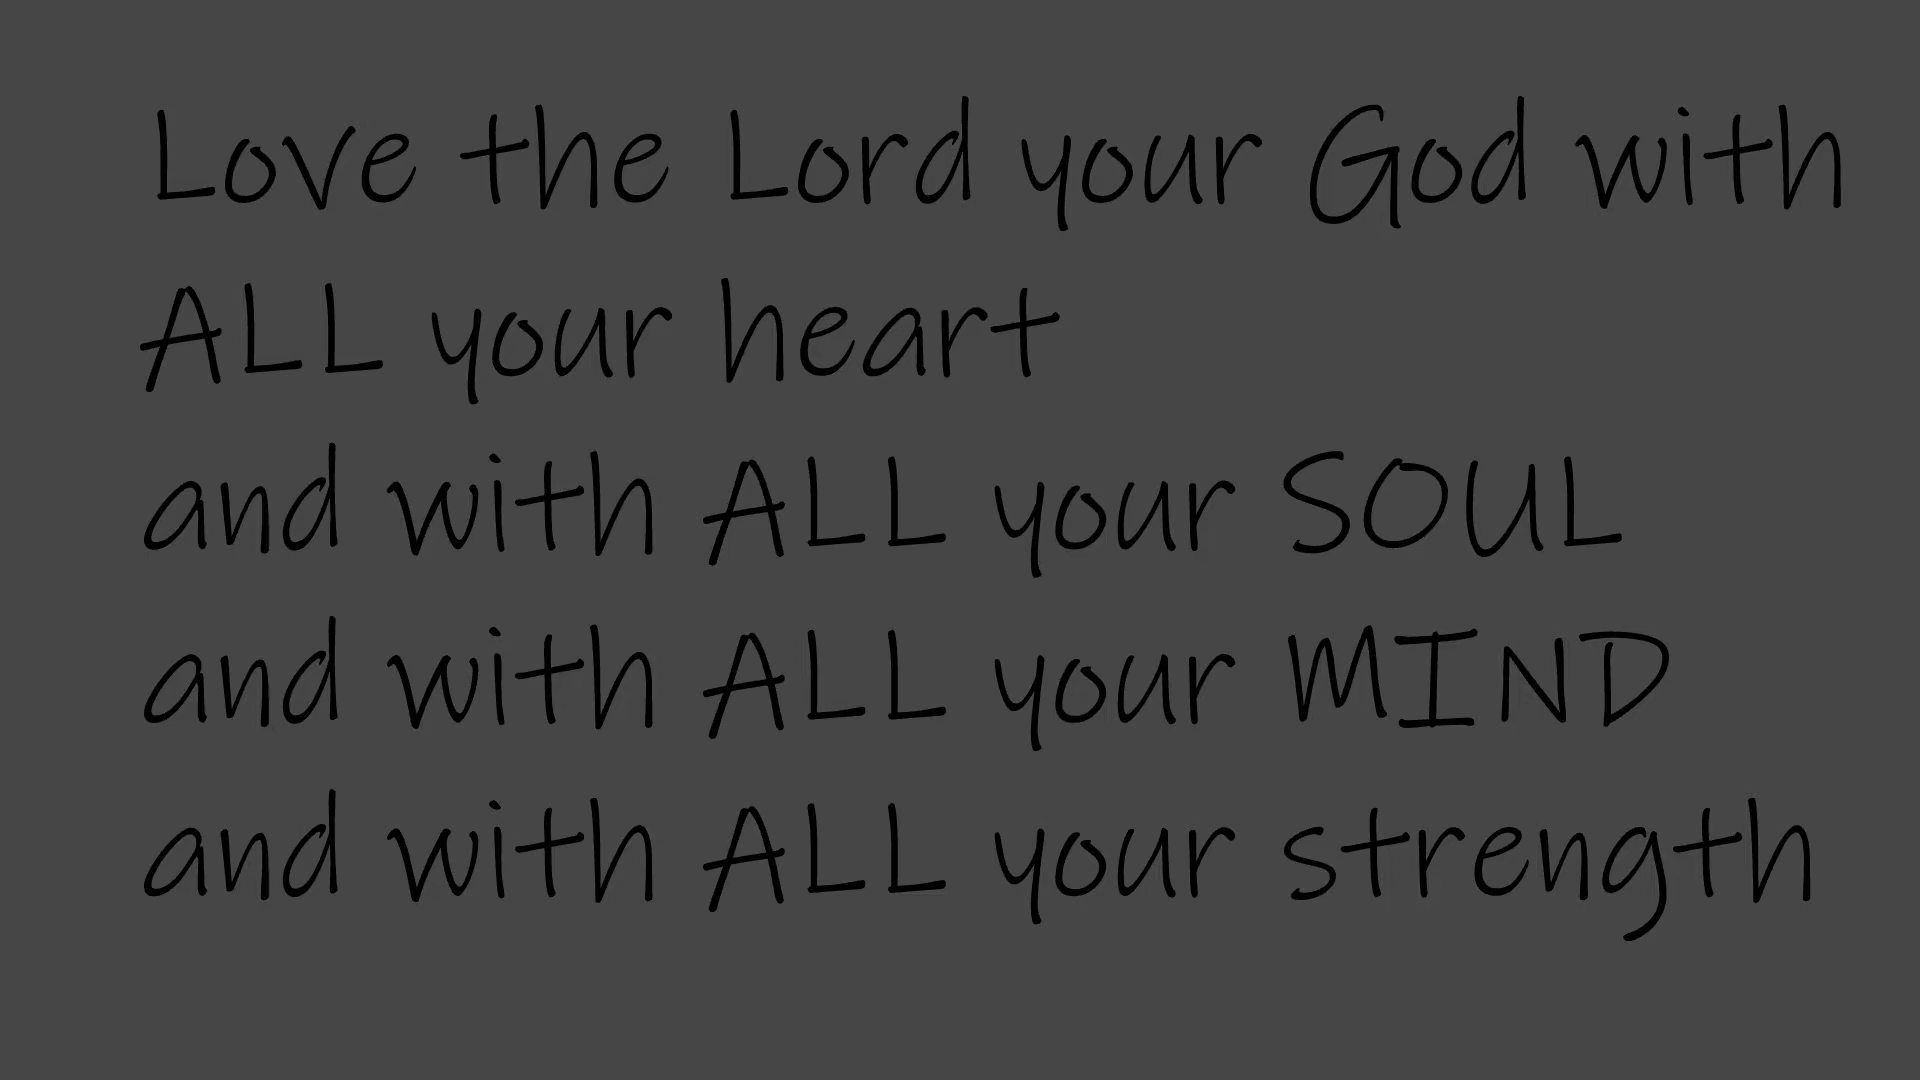 Love the Lord your God with
ALL your heart
and with ALL your SOUL
and with ALL your MIND
and with ALL your strength